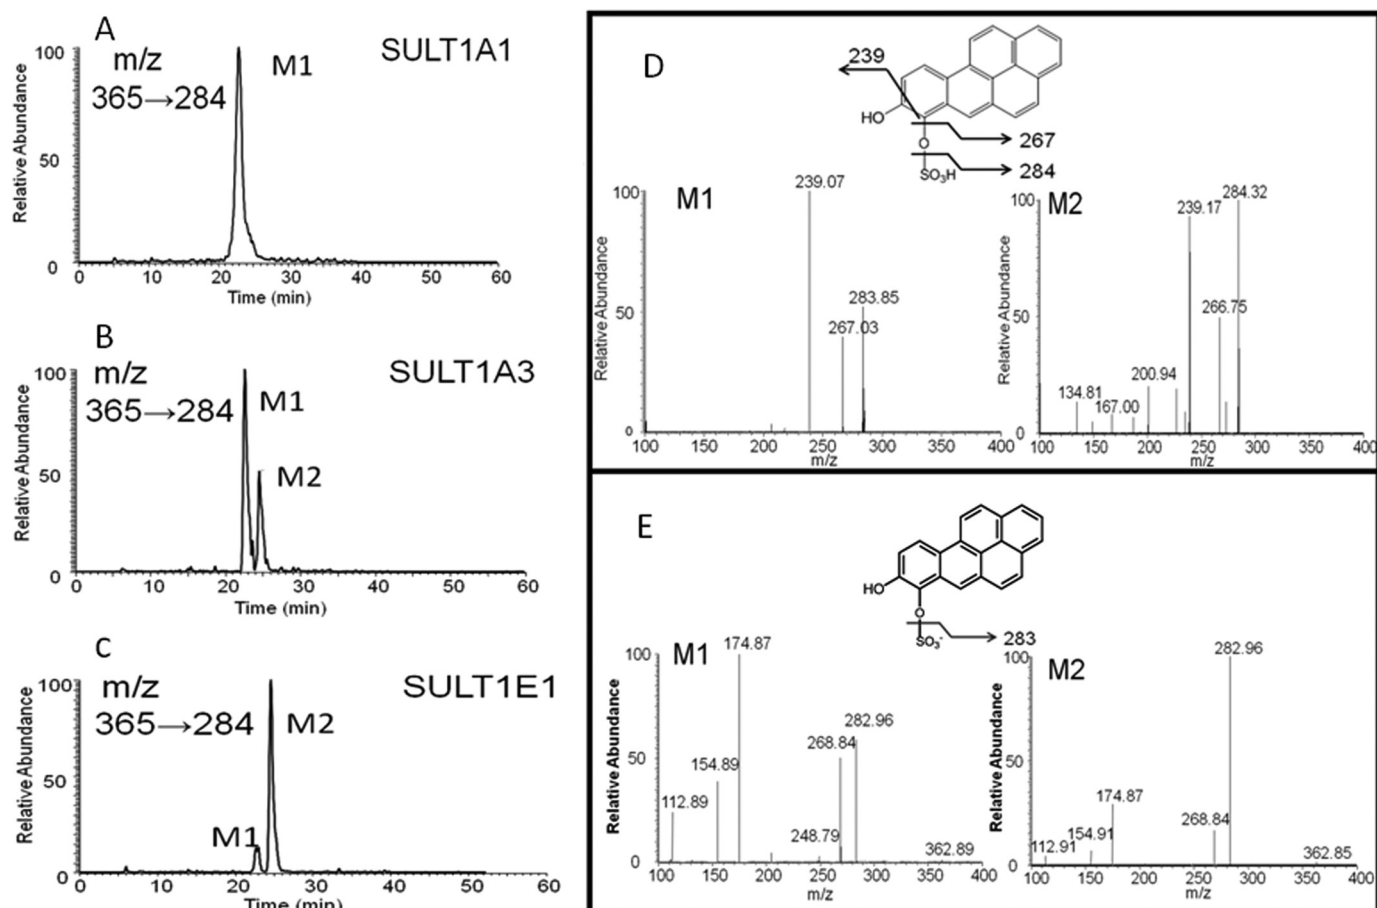 A
m/z
365→284
SULT1A1
M1
Relative Abundance
100
50
0
0 10 20 30 40 50 60
Time (min)
B
m/z
365→284
SULT1A3
M1
M2
Relative Abundance
100
50
0
0 10 20 30 40 50 60
Time (min)
C
m/z
365→284
SULT1E1
M2
M1
Relative Abundance
100
50
0
0 10 20 30 40 50 60
Time (min)
D
239
HO
O
SO₃H
267
284
M1
Relative Abundance
100
50
0
239.07
283.85
267.03
100 150 200 250 300 350 400
m/z
M2
Relative Abundance
100
50
0
284.32
239.17
266.75
200.94
134.81
167.00
100 150 200 250 300 350 400
m/z
E
HO
O
SO₃⁻
283
M1
Relative Abundance
100
50
0
174.87
282.96
268.84
154.89
112.89
248.79
362.89
100 150 200 250 300 350 400
m/z
M2
Relative Abundance
100
50
0
282.96
174.87
268.84
154.91
112.91
362.85
100 150 200 250 300 350 400
m/z